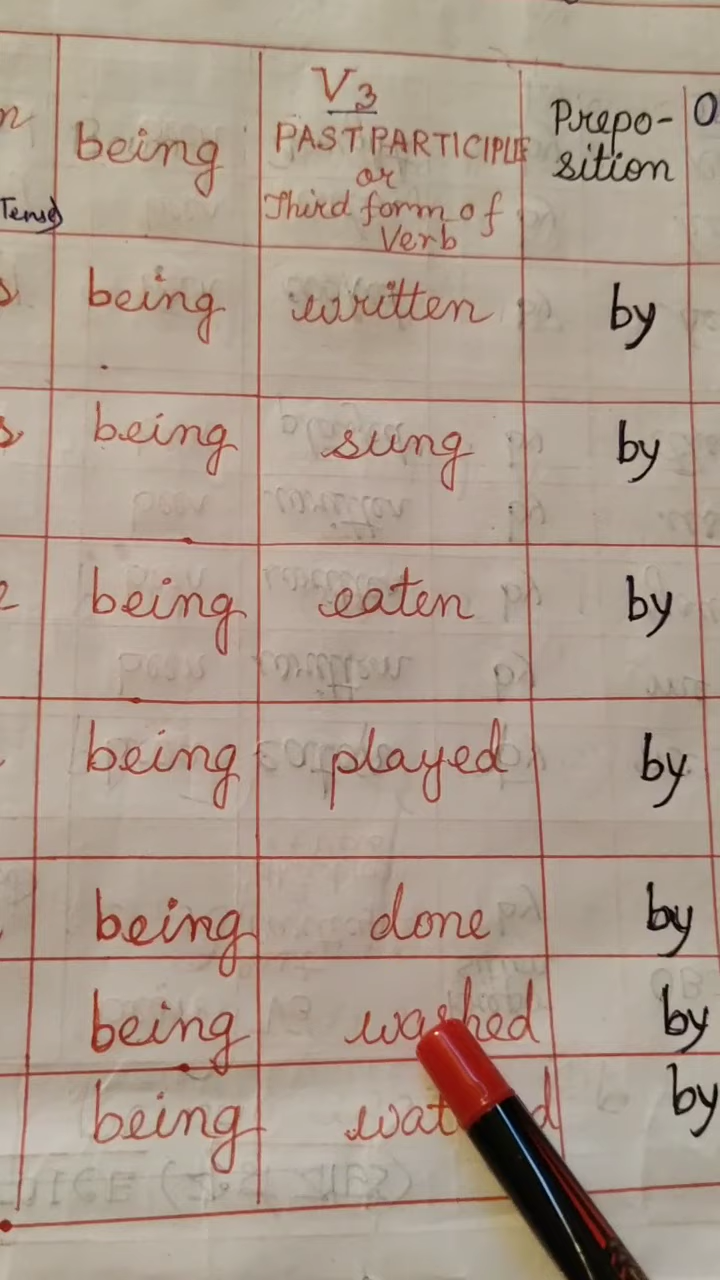 being
V3
PAST PARTICIPLE
or
Third form of
Verb
Prepo-
sition
O
Tense)
being written by
being sung by
being eaten by
being played by
being done by
being washed by
being by